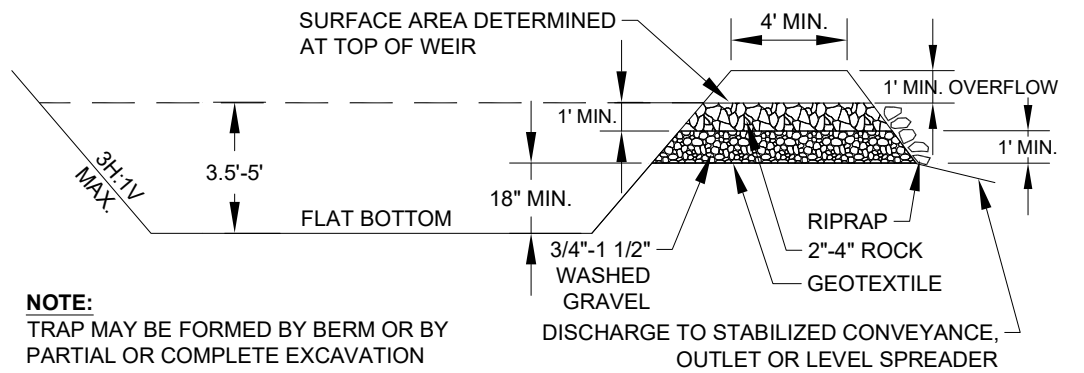 SURFACE AREA DETERMINED
AT TOP OF WEIR
4' MIN.
1' MIN. OVERFLOW
1' MIN.
1' MIN.
3H:1V
MAX.
3.5'-5'
18" MIN.
FLAT BOTTOM
RIPRAP
3/4"-1 1/2"
WASHED
GRAVEL
2"-4" ROCK
GEOTEXTILE
NOTE:
TRAP MAY BE FORMED BY BERM OR BY
PARTIAL OR COMPLETE EXCAVATION
DISCHARGE TO STABILIZED CONVEYANCE,
OUTLET OR LEVEL SPREADER